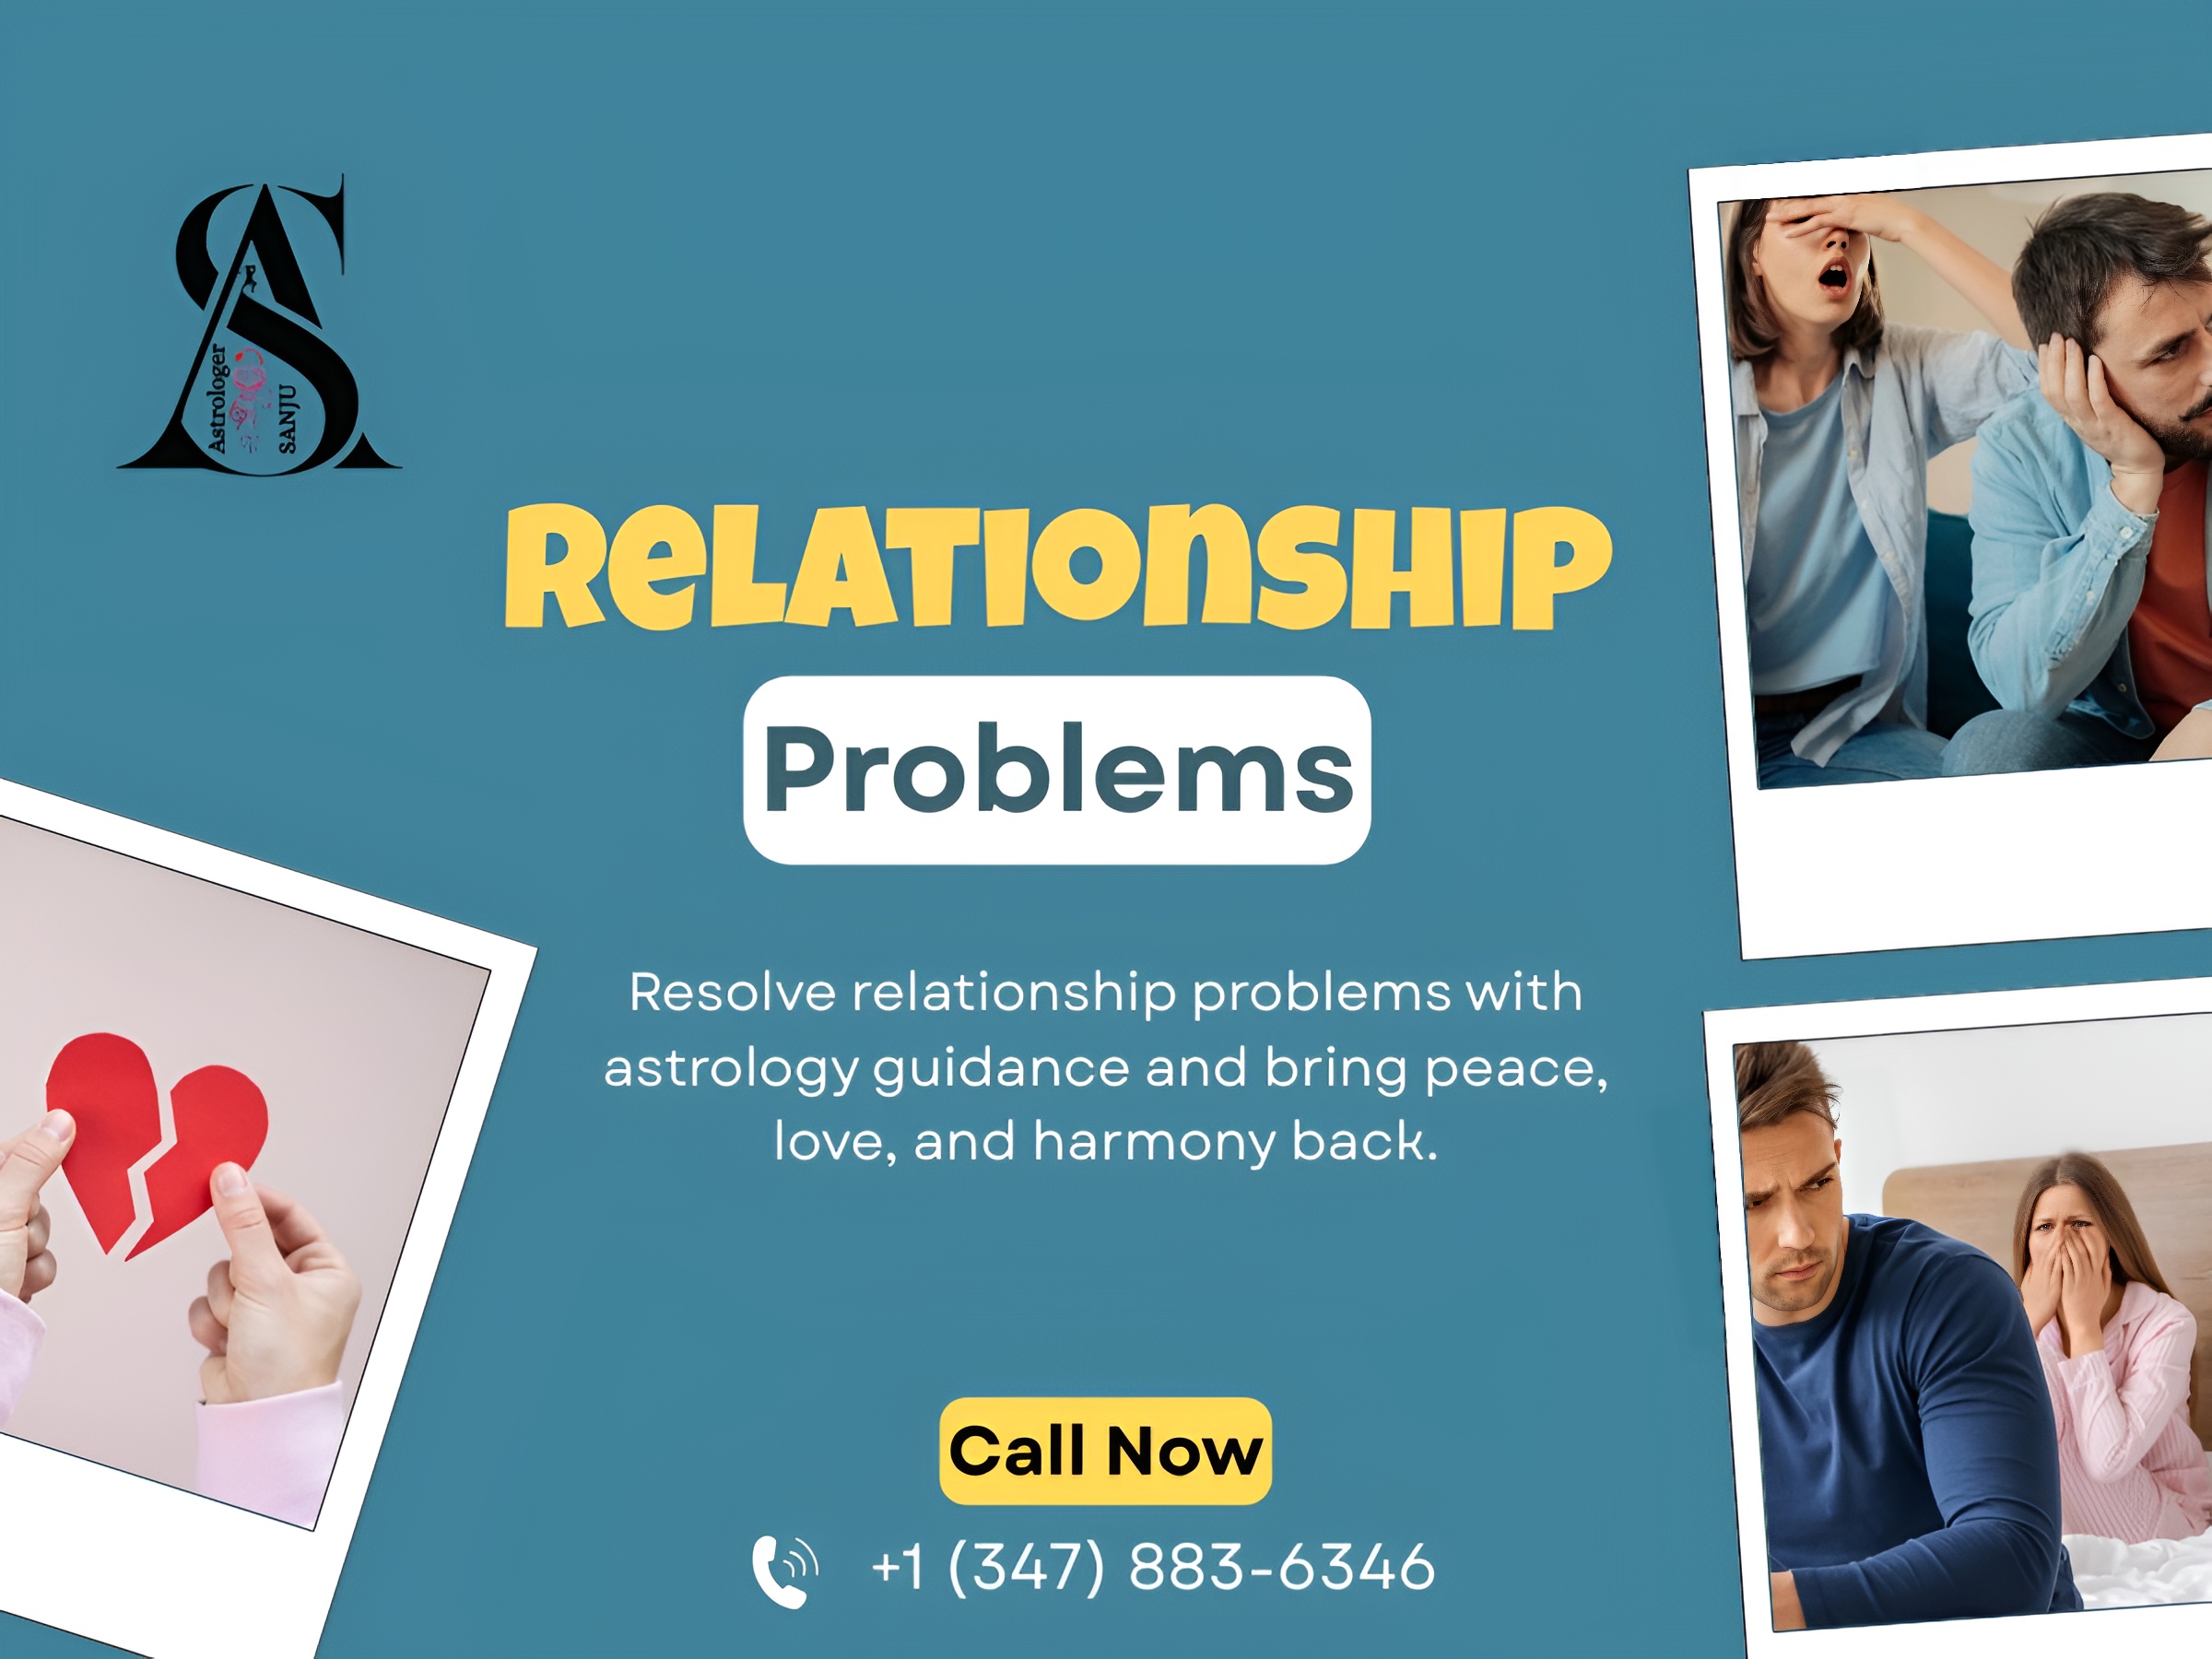 Astrologer
SANJU
RELATIONSHIP
Problems
Resolve relationship problems with
astrology guidance and bring peace,
love, and harmony back.
Call Now
+1 (347) 883-6346